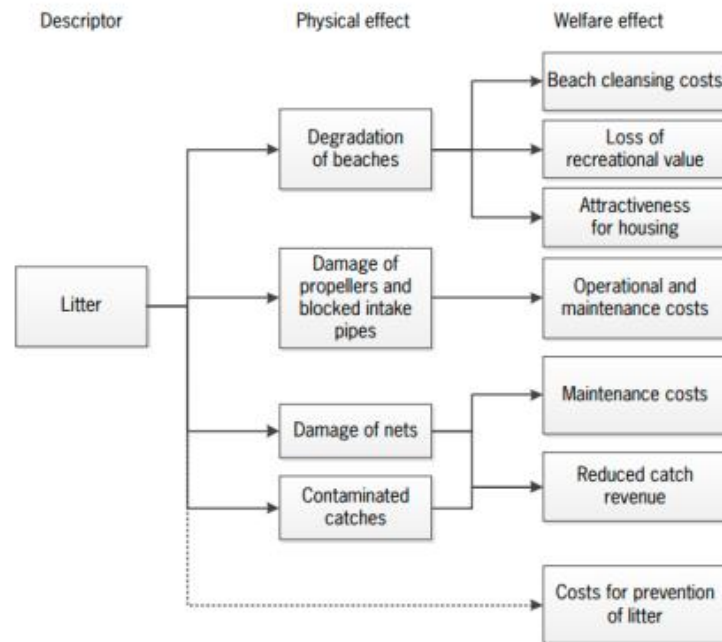 Descriptor
Physical effect
Welfare effect
Litter
Degradation
of beaches
Damage of
propellers and
blocked intake
pipes
Damage of nets
Contaminated
catches
Beach cleansing costs
Loss of
recreational value
Attractiveness
for housing
Operational and
maintenance costs
Maintenance costs
Reduced catch
revenue
Costs for prevention
of litter